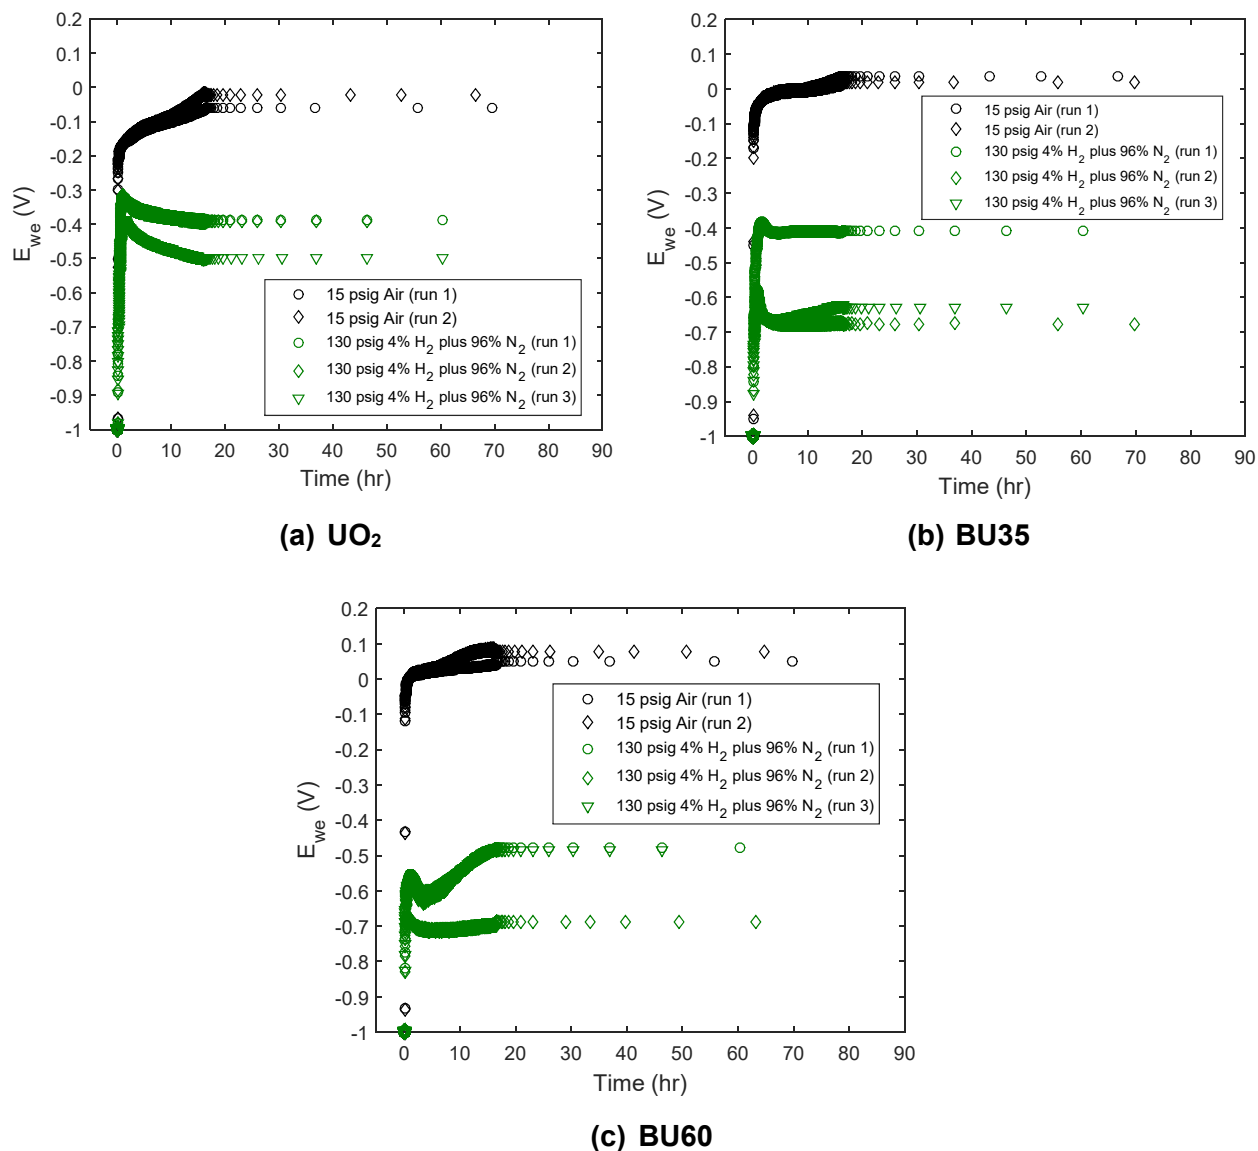 0.2
0.1
0
-0.1
-0.2
-0.3
-0.4
-0.5
-0.6
-0.7
-0.8
-0.9
-1
E_we (V)
15 psig Air (run 1)
15 psig Air (run 2)
130 psig 4% H₂ plus 96% N₂ (run 1)
130 psig 4% H₂ plus 96% N₂ (run 2)
130 psig 4% H₂ plus 96% N₂ (run 3)
0 10 20 30 40 50 60 70 80 90
Time (hr)
(a) UO₂
0.2
0.1
0
-0.1
-0.2
-0.3
-0.4
-0.5
-0.6
-0.7
-0.8
-0.9
-1
E_we (V)
15 psig Air (run 1)
15 psig Air (run 2)
130 psig 4% H₂ plus 96% N₂ (run 1)
130 psig 4% H₂ plus 96% N₂ (run 2)
130 psig 4% H₂ plus 96% N₂ (run 3)
0 10 20 30 40 50 60 70 80 90
Time (hr)
(b) BU35
0.2
0.1
0
-0.1
-0.2
-0.3
-0.4
-0.5
-0.6
-0.7
-0.8
-0.9
-1
E_we (V)
15 psig Air (run 1)
15 psig Air (run 2)
130 psig 4% H₂ plus 96% N₂ (run 1)
130 psig 4% H₂ plus 96% N₂ (run 2)
130 psig 4% H₂ plus 96% N₂ (run 3)
0 10 20 30 40 50 60 70 80 90
Time (hr)
(c) BU60